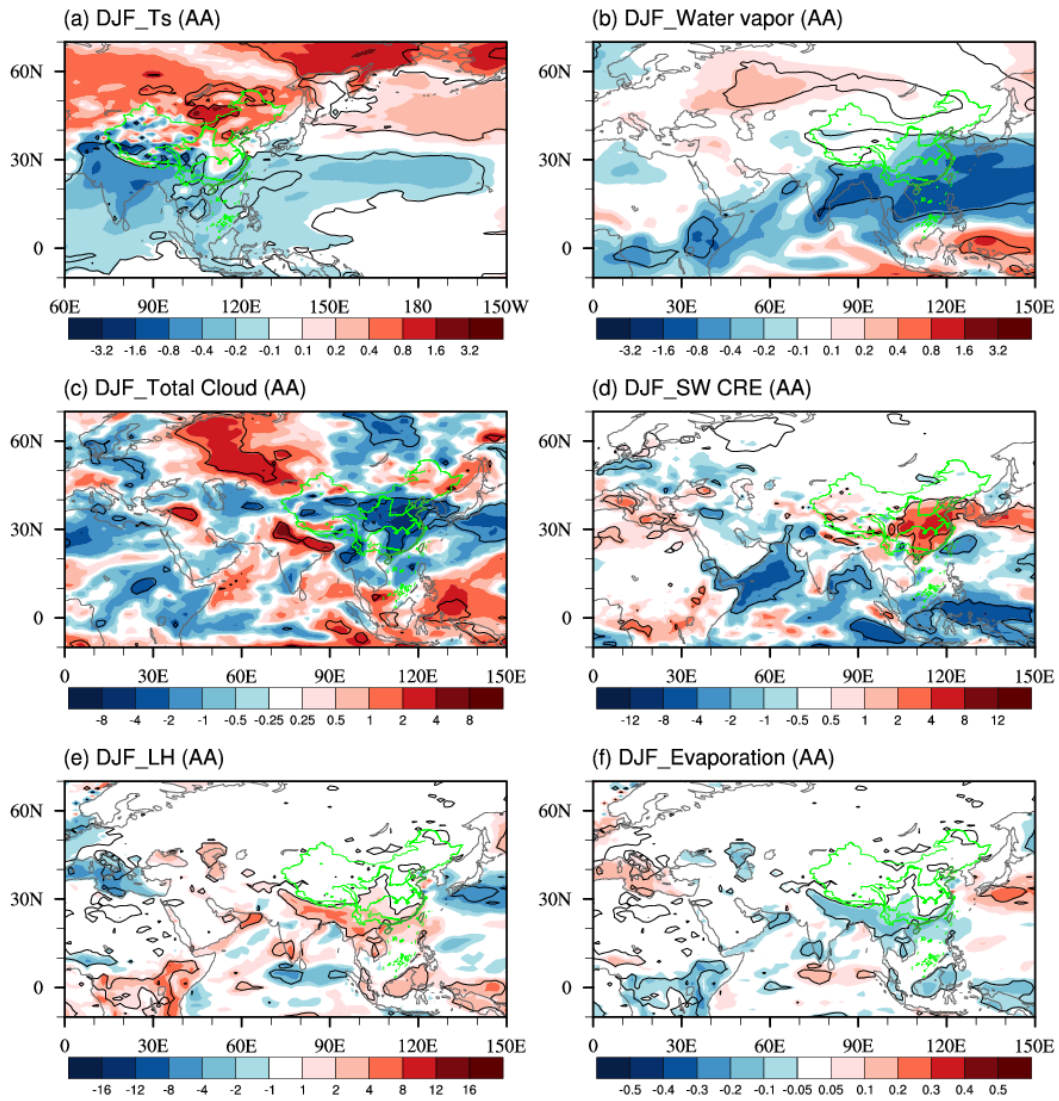 (a) DJF_Ts (AA)
60N
30N
0
60E 90E 120E 150E 180 150W
-3.2 -1.6 -0.8 -0.4 -0.2 -0.1 0.1 0.2 0.4 0.8 1.6 3.2
(b) DJF_Water vapor (AA)
60N
30N
0
0 30E 60E 90E 120E 150E
-3.2 -1.6 -0.8 -0.4 -0.2 -0.1 0.1 0.2 0.4 0.8 1.6 3.2
(c) DJF_Total Cloud (AA)
60N
30N
0
0 30E 60E 90E 120E 150E
-8 -4 -2 -1 -0.5 -0.25 0.25 0.5 1 2 4 8
(d) DJF_SW CRE (AA)
60N
30N
0
0 30E 60E 90E 120E 150E
-12 -8 -4 -2 -1 -0.5 0.5 1 2 4 8 12
(e) DJF_LH (AA)
60N
30N
0
0 30E 60E 90E 120E 150E
-16 -12 -8 -4 -2 -1 1 2 4 8 12 16
(f) DJF_Evaporation (AA)
60N
30N
0
0 30E 60E 90E 120E 150E
-0.5 -0.4 -0.3 -0.2 -0.1 -0.05 0.05 0.1 0.2 0.3 0.4 0.5